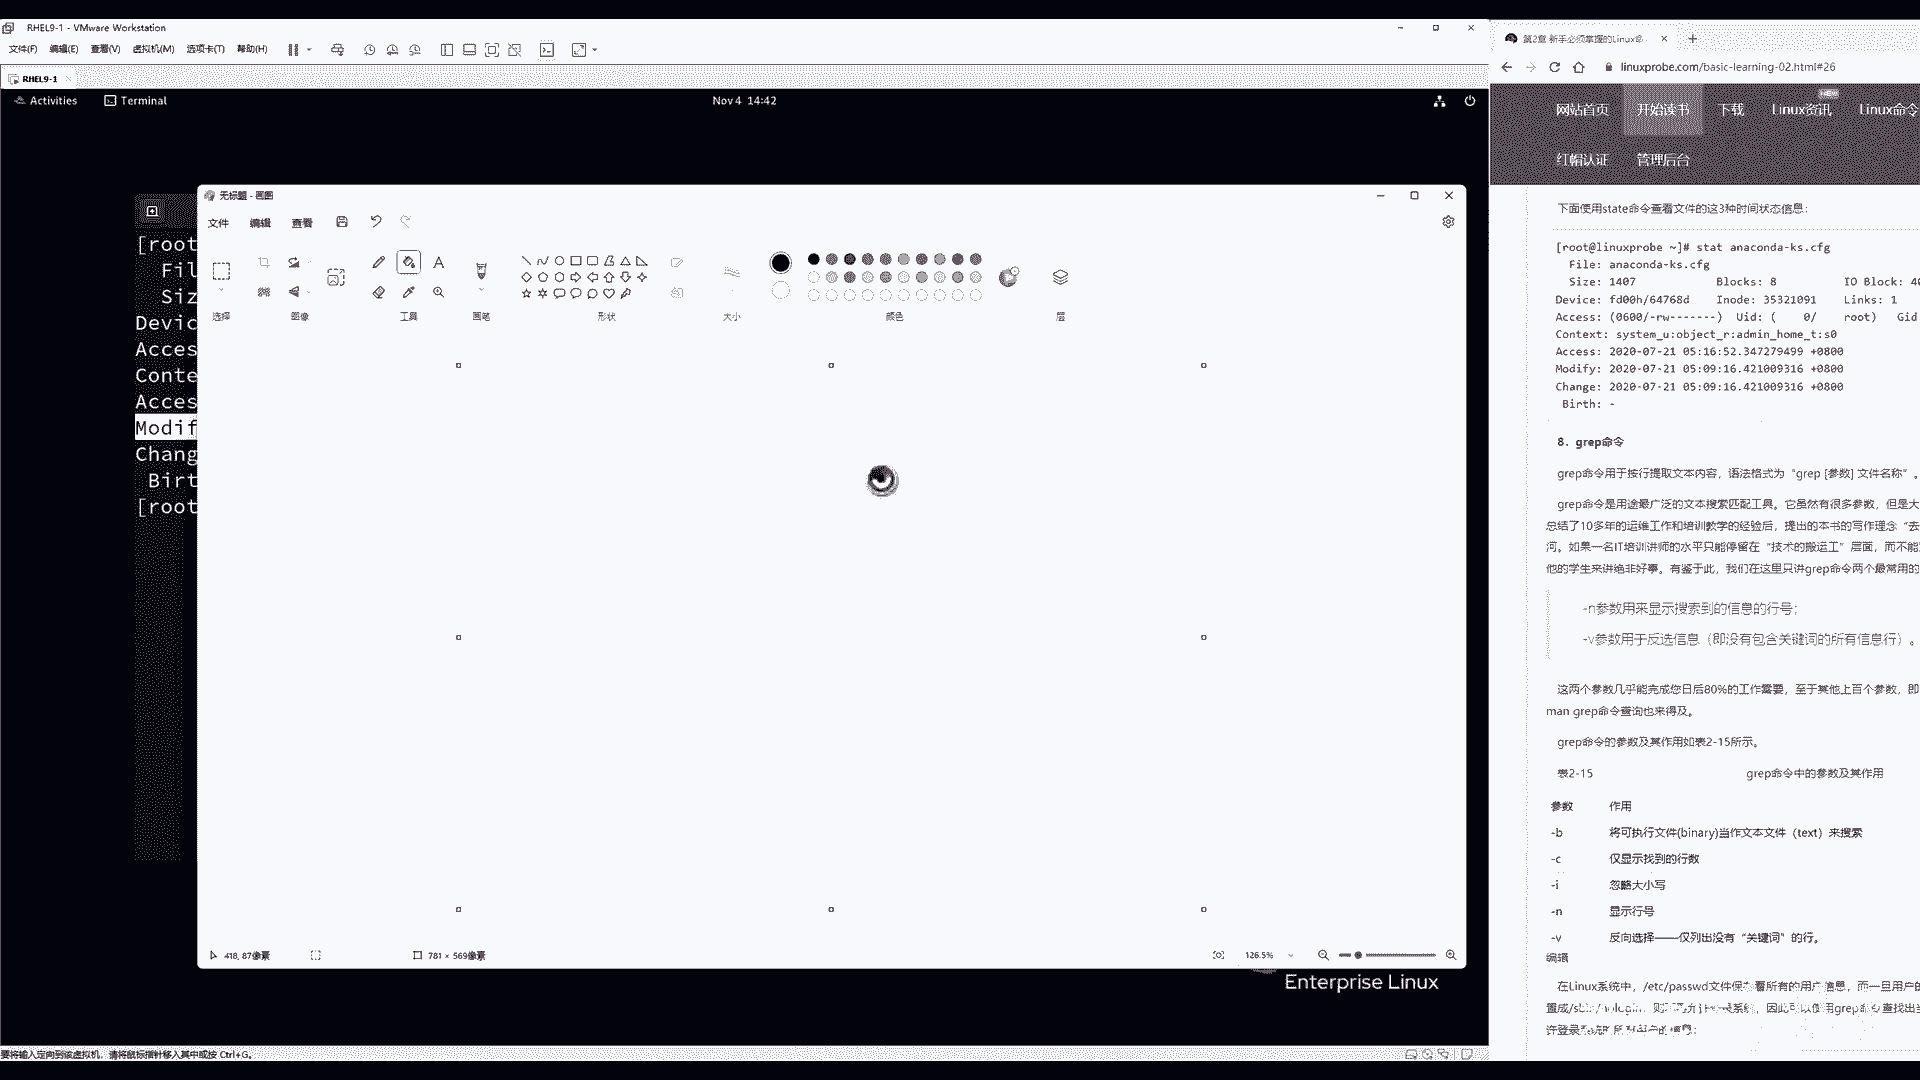 RHEL9-1 - VMware Workstation
文件(F) 编辑(E) 查看(V) 虚拟机(M) 选项卡(T) 帮助(H)
RHEL9-1
Activities Terminal Nov 4 14:42
[root
Fil
Siz
Devic
Acces
Conte
Acces
Modif
Chang
Birt
[root
无标题 - 画图
文件 编辑 查看
选择 图像 工具 画笔 形状 大小 颜色 层
418, 87像素 781 × 569像素 126.5%
Enterprise Linux
要将输入定向到该虚拟机，请将鼠标指针移入其中或按 Ctrl+G。
第2章 新手必须掌握的Linux命
linuxprobe.com/basic-learning-02.html#26
网站首页 开始读书 下载 Linux资讯 NEW Linux命令
红帽认证 管理后台
下面使用state命令查看文件的这3种时间状态信息：
[root@linuxprobe ~]# stat anaconda-ks.cfg
File: anaconda-ks.cfg
Size: 1407 Blocks: 8 IO Block: 40
Device: fd00h/64768d Inode: 35321091 Links: 1
Access: (0600/-rw-------) Uid: ( 0/ root) Gid
Context: system_u:object_r:admin_home_t:s0
Access: 2020-07-21 05:16:52.347279499 +0800
Modify: 2020-07-21 05:09:16.421009316 +0800
Change: 2020-07-21 05:09:16.421009316 +0800
Birth: -
8. grep命令
grep命令用于按行提取文本内容，语法格式为“grep [参数] 文件名称”。
grep命令是用途最广泛的文本搜索匹配工具。它虽然有很多参数，但是大
总结了10多年的运维工作和培训教学的经验后，提出的本书的写作理念“去
河。如果一名IT培训讲师的水平只能停留在“技术的搬运工”层面，而不能
他的学生来讲绝非好事。有鉴于此，我们在这里只讲grep命令两个最常用的
-n参数用来显示搜索到的信息的行号；
-v参数用于反选信息（即没有包含关键词的所有信息行）。
这两个参数几乎能完成您日后80%的工作需要，至于其他上百个参数，即
man grep命令查询也来得及。
grep命令的参数及其作用如表2-15所示。
表2-15 grep命令中的参数及其作用
参数 作用
-b 将可执行文件(binary)当作文本文件（text）来搜索
-c 仅显示找到的行数
-i 忽略大小写
-n 显示行号
-v 反向选择——仅列出没有“关键词”的行。
编辑
在Linux系统中，/etc/passwd文件保存着所有的用户信息，而一旦用户的
置成/sbin/nologin，则 系统，因此可以使用grep命令查找出当
许登录系统的所有用户的信息：